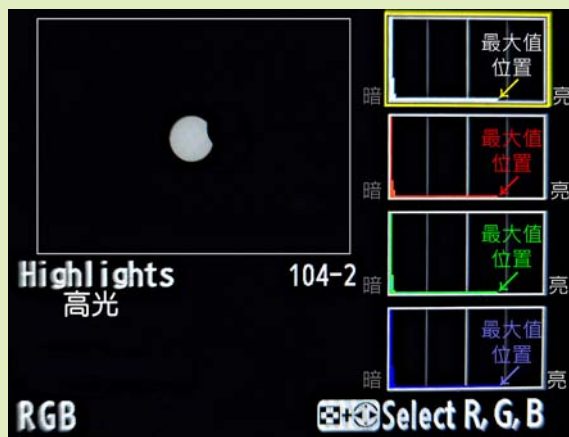 最大值
位置
暗
亮
最大值
位置
暗
亮
最大值
位置
暗
亮
最大值
位置
暗
亮
Highlights
104-2
高光
RGB
Select R, G, B